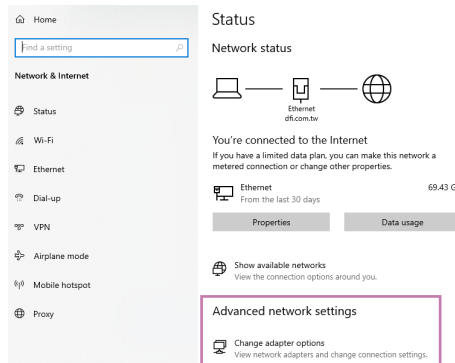 Home
Find a setting
Network & Internet
Status
Wi-Fi
Ethernet
Dial-up
VPN
Airplane mode
Mobile hotspot
Proxy
Status
Network status
Ethernet
dfi.com.tw
You're connected to the Internet
If you have a limited data plan, you can make this network a
metered connection or change other properties.
Ethernet
69.43 G
From the last 30 days
Properties
Data usage
Show available networks
View the connection options around you.
Advanced network settings
Change adapter options
View network adapters and change connection settings.